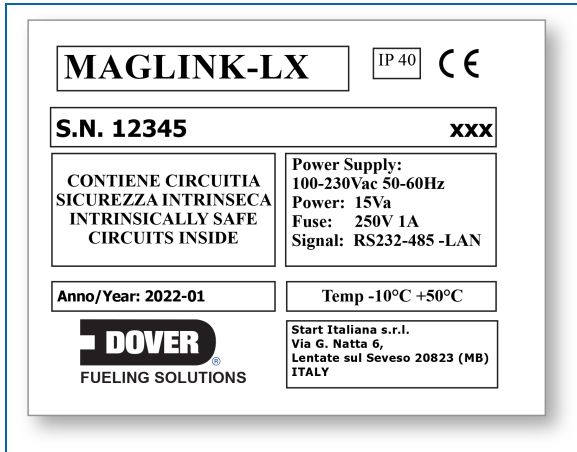 MAGLINK-LX
IP 40
CE
S.N. 12345 xxx
CONTIENE CIRCUITIA
SICUREZZA INTRINSECA
INTRINSICALLY SAFE
CIRCUITS INSIDE
Power Supply:
100-230Vac 50-60Hz
Power: 15Va
Fuse: 250V 1A
Signal: RS232-485 -LAN
Anno/Year: 2022-01
Temp -10°C +50°C
DOVER®
FUELING SOLUTIONS
Start Italiana s.r.l.
Via G. Natta 6,
Lentate sul Seveso 20823 (MB)
ITALY